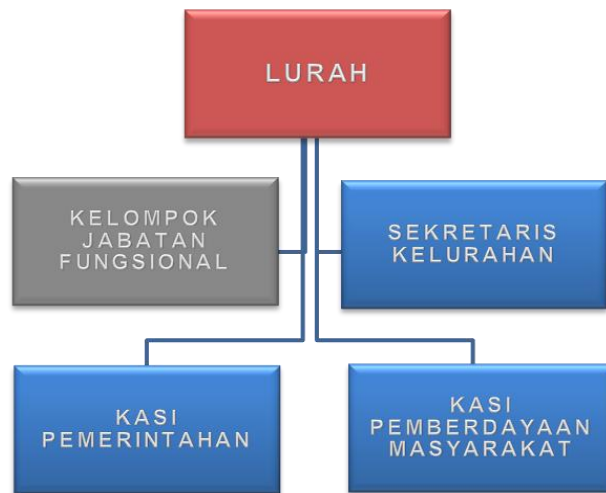 LURAH
KELOMPOK
JABATAN
FUNGSIONAL
SEKRETARIS
KELURAHAN
KASI
PEMERINTAHAN
KASI
PEMBERDAYAAN
MASYARAKAT